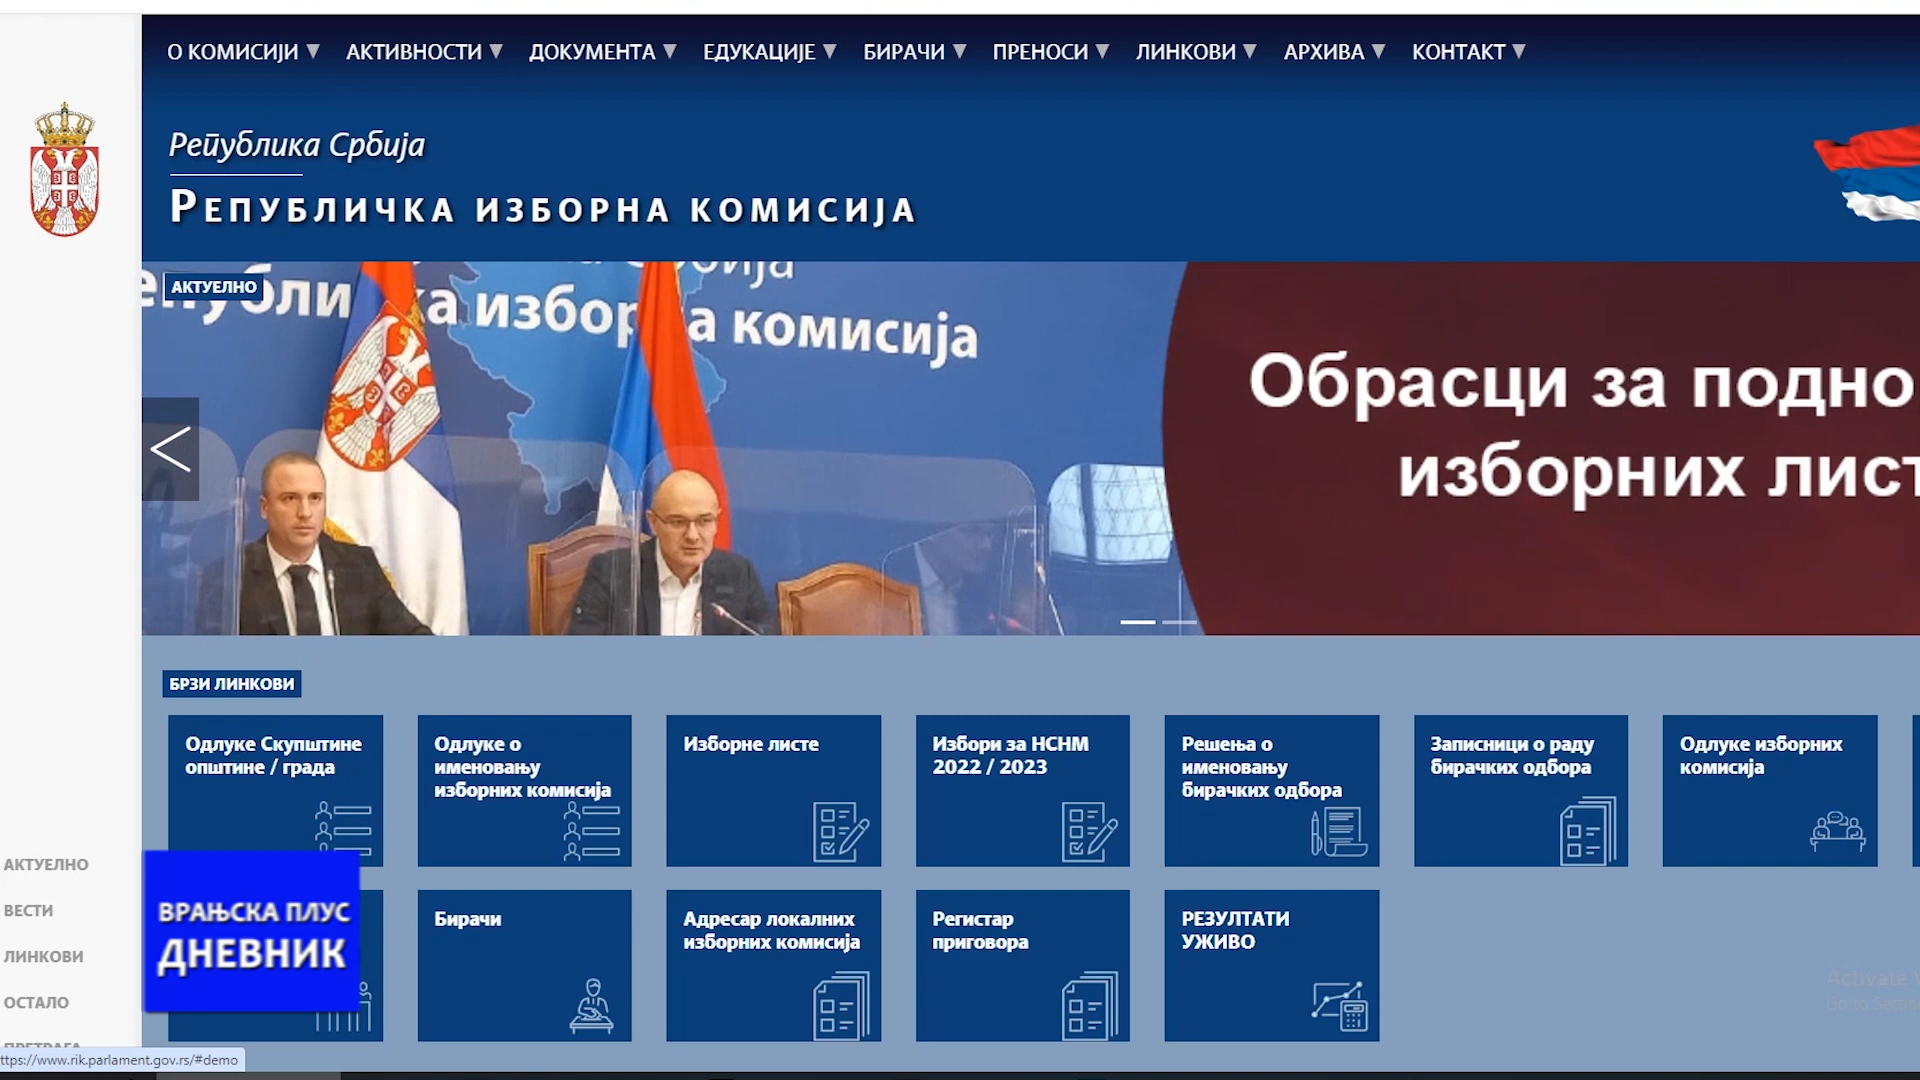 О КОМИСИЈИ АКТИВНОСТИ ДОКУМЕНТА ЕДУКАЦИЈЕ БИРАЧИ ПРЕНОСИ ЛИНКОВИ АРХИВА КОНТАКТ
Република Србија
Републичка изборна комисија
АКТУЕЛНО
изборна комисија
Обрасци за подно
изборних лист
БРЗИ ЛИНКОВИ
Одлуке Скупштине
општине / града
Одлуке о
именовању
изборних комисија
Изборне листе
Избори за НСНМ
2022 / 2023
Решења о
именовању
бирачких одбора
Записници о раду
бирачких одбора
Одлуке изборних
комисија
Бирачи
Адресар локалних
изборних комисија
Регистар
приговора
РЕЗУЛТАТИ
УЖИВО
АКТУЕЛНО
ВЕСТИ
ЛИНКОВИ
ОСТАЛО
ПРЕТРАГА
ВРАЊСКА ПЛУС
ДНЕВНИК
ttps://www.rik.parlament.gov.rs/#demo
Activate